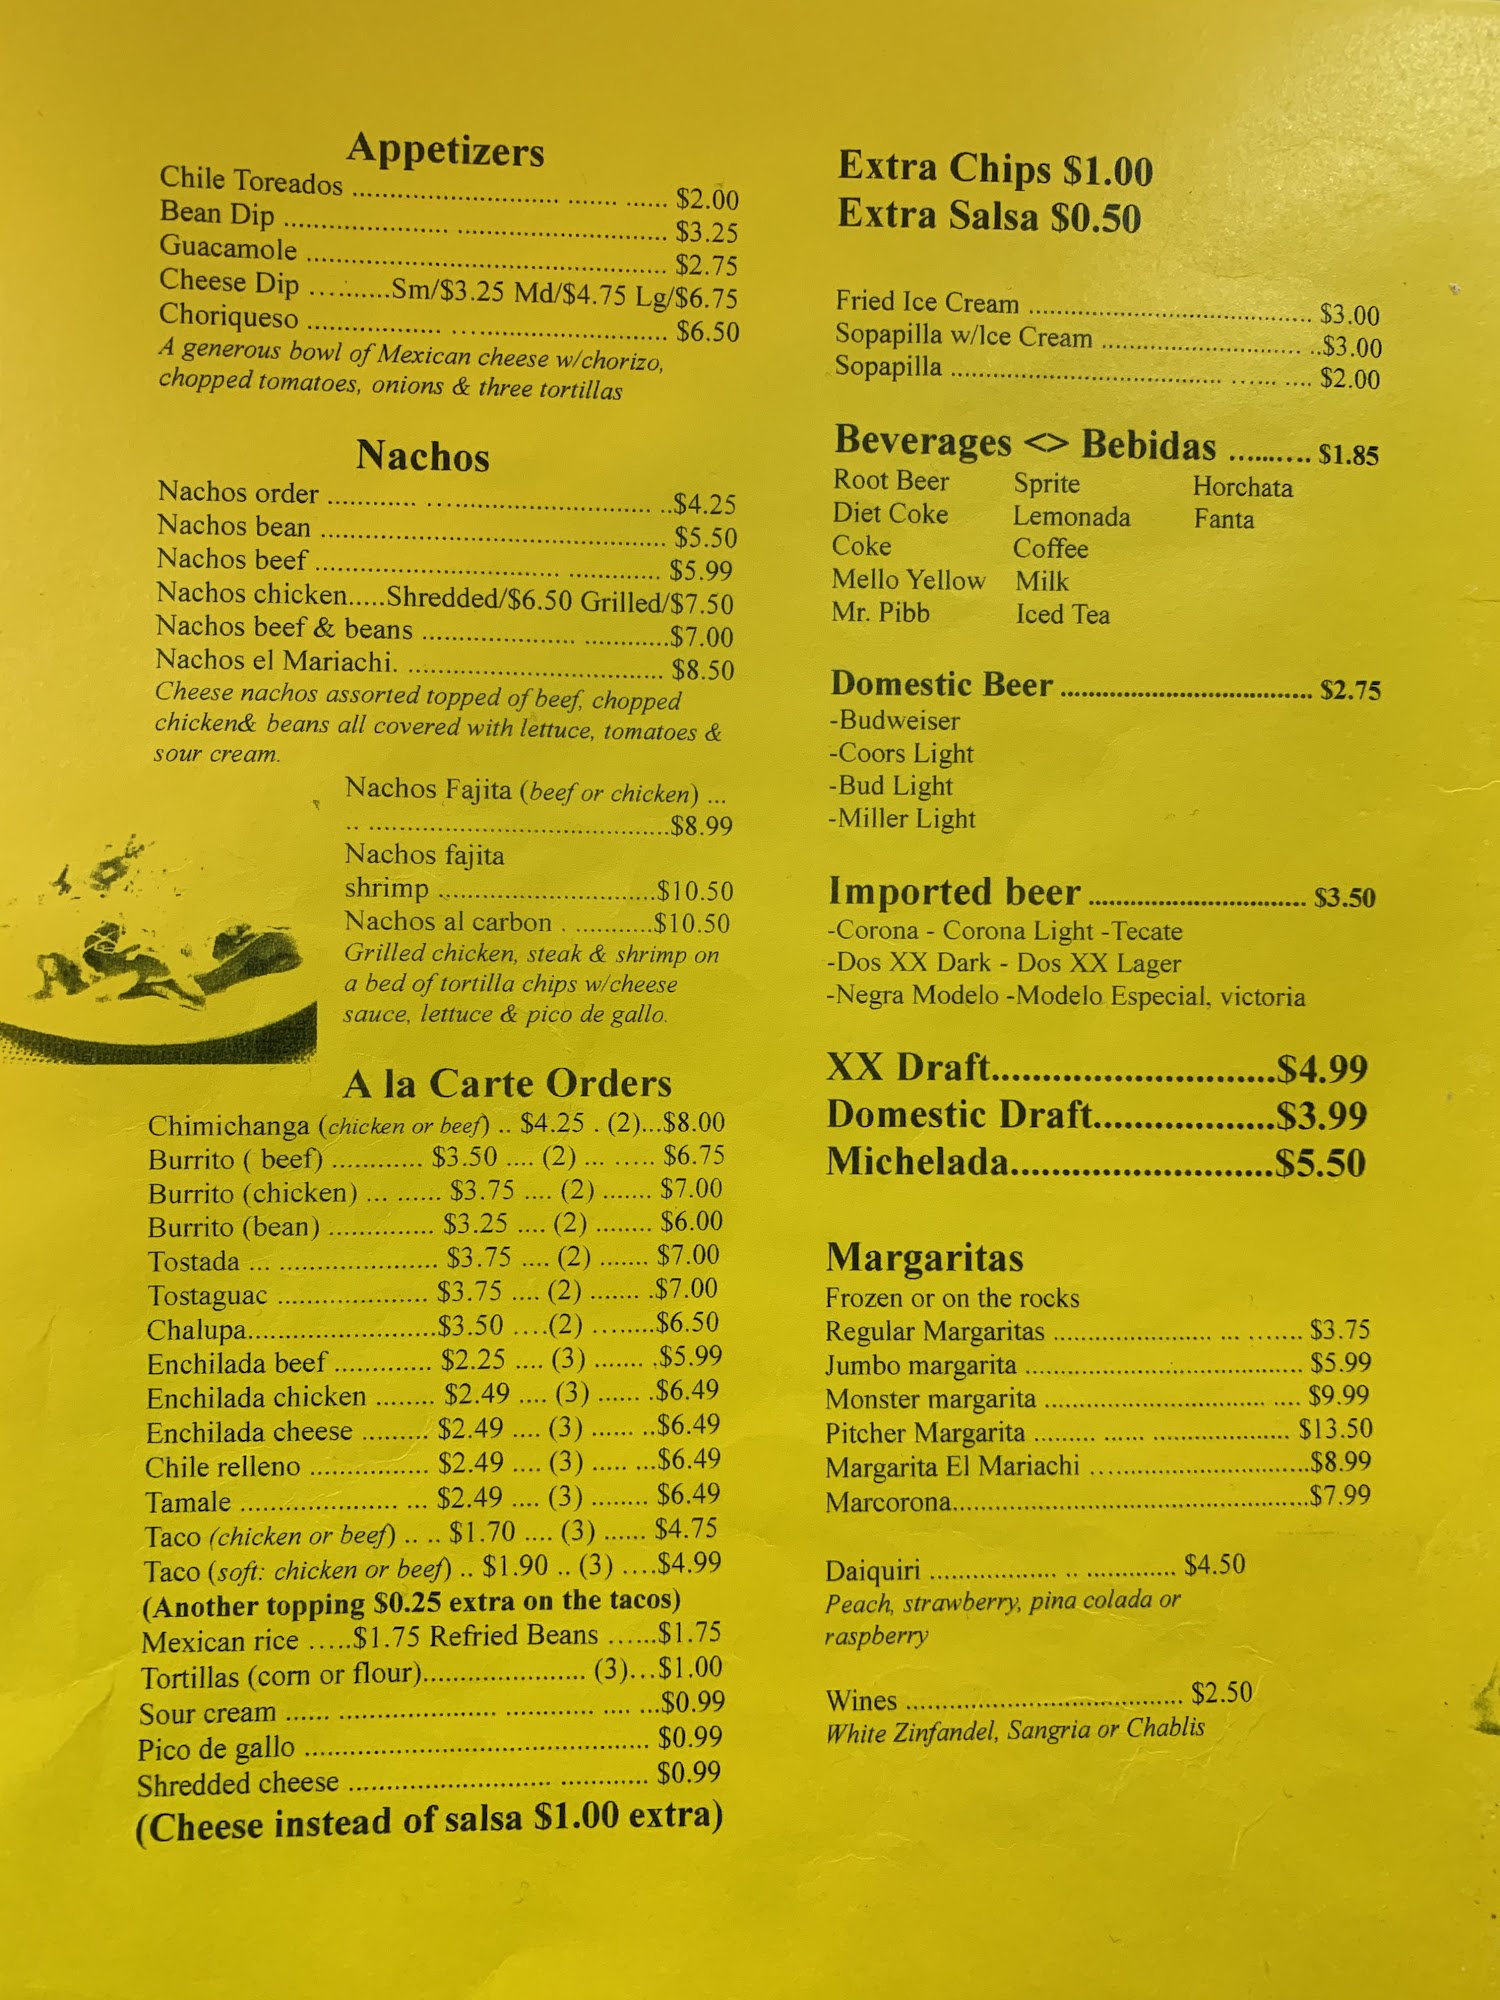 Appetizers
Chile Toreados ........................................ $2.00
Bean Dip ........................................ $3.25
Guacamole ........................................ $2.75
Cheese Dip ..........Sm/$3.25 Md/$4.75 Lg/$6.75
Choriqueso ........................................ $6.50
A generous bowl of Mexican cheese w/chorizo,
chopped tomatoes, onions & three tortillas
Nachos
Nachos order ........................................$4.25
Nachos bean ........................................ $5.50
Nachos beef ........................................ $5.99
Nachos chicken.....Shredded/$6.50 Grilled/$7.50
Nachos beef & beans ..............................$7.00
Nachos el Mariachi. .............................. $8.50
Cheese nachos assorted topped of beef, chopped
chicken& beans all covered with lettuce, tomatoes &
sour cream.
Nachos Fajita (beef or chicken) ...
.. ........................................$8.99
Nachos fajita
shrimp ..............................$10.50
Nachos al carbon . ...........$10.50
Grilled chicken, steak & shrimp on
a bed of tortilla chips w/cheese
sauce, lettuce & pico de gallo.
A la Carte Orders
Chimichanga (chicken or beef) .. $4.25 . (2)...$8.00
Burrito ( beef) ............ $3.50 .... (2) ... ..... $6.75
Burrito (chicken) ... ...... $3.75 .... (2) ....... $7.00
Burrito (bean) .............. $3.25 .... (2) ........ $6.00
Tostada ... ..................... $3.75 .... (2) ....... $7.00
Tostaguac .................... $3.75 .... (2) ....... .$7.00
Chalupa.........................$3.50 ....(2) ........$6.50
Enchilada beef ............. $2.25 .... (3) ....... .$5.99
Enchilada chicken ........ $2.49 .... (3) ...... .$6.49
Enchilada cheese ......... $2.49 .... (3) ...... ..$6.49
Chile relleno ................ $2.49 .... (3) ..... ...$6.49
Tamale ..................... ... $2.49 .... (3) ........ $6.49
Taco (chicken or beef) .. .. $1.70 .... (3) ...... $4.75
Taco (soft: chicken or beef) .. $1.90 .. (3) ....$4.99
(Another topping $0.25 extra on the tacos)
Mexican rice .....$1.75 Refried Beans ......$1.75
Tortillas (corn or flour)...................... (3)...$1.00
Sour cream ........................................$0.99
Pico de gallo ........................................ $0.99
Shredded cheese ........................................ $0.99
(Cheese instead of salsa $1.00 extra)
Extra Chips $1.00
Extra Salsa $0.50
Fried Ice Cream ........................................ $3.00
Sopapilla w/Ice Cream ..............................$3.00
Sopapilla ........................................ $2.00
Beverages <> Bebidas .......... $1.85
Root Beer Sprite Horchata
Diet Coke Lemonada Fanta
Coke Coffee
Mello Yellow Milk
Mr. Pibb Iced Tea
Domestic Beer ........................................ $2.75
-Budweiser
-Coors Light
-Bud Light
-Miller Light
Imported beer .............................. $3.50
-Corona - Corona Light -Tecate
-Dos XX Dark - Dos XX Lager
-Negra Modelo -Modelo Especial, victoria
XX Draft............................$4.99
Domestic Draft..................$3.99
Michelada..........................$5.50
Margaritas
Frozen or on the rocks
Regular Margaritas ........................ ... ....... $3.75
Jumbo margarita ........................................ $5.99
Monster margarita .................................... $9.99
Pitcher Margarita ......... ...... .................... $13.50
Margarita El Mariachi ..............................$8.99
Marcorona........................................$7.99
Daiquiri ................. .. ............. $4.50
Peach, strawberry, pina colada or
raspberry
Wines ........................................ $2.50
White Zinfandel, Sangria or Chablis